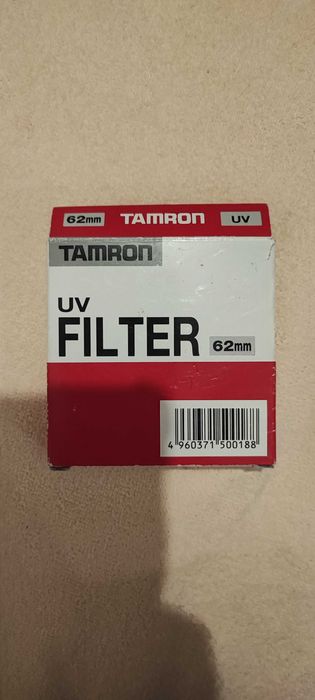 62mm TAMRON UV
TAMRON
UV
FILTER 62mm
4 960371 500188